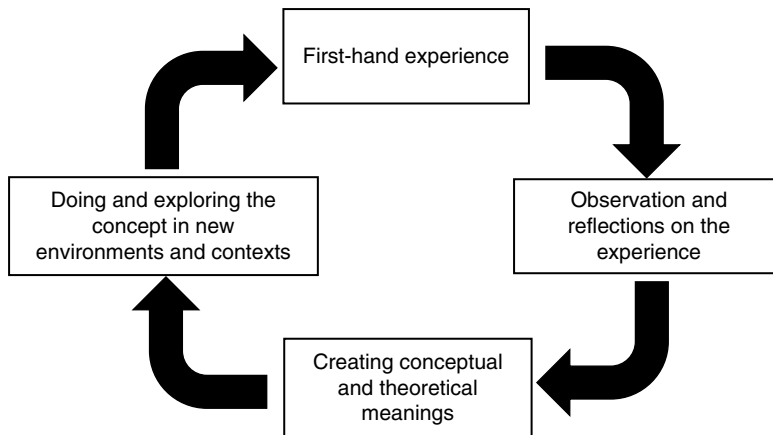 First-hand experience
Observation and
reflections on the
experience
Creating conceptual
and theoretical
meanings
Doing and exploring the
concept in new
environments and contexts